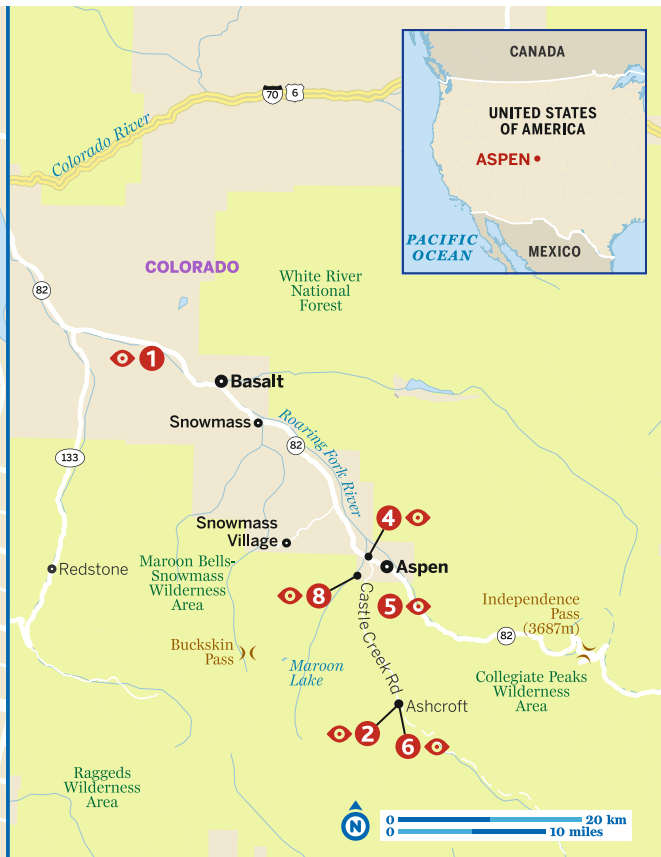 CANADA
UNITED STATES
OF AMERICA
ASPEN
PACIFIC
OCEAN
MEXICO
70
6
Colorado River
COLORADO
White River
National
Forest
82
1
Basalt
Snowmass
Roaring Fork River
82
133
4
Snowmass
Village
Aspen
Redstone
Maroon Bells-
Snowmass
Wilderness
Area
8
5
Castle Creek Rd
Independence
Pass
(3687m)
82
Buckskin
Pass
Maroon
Lake
Collegiate Peaks
Wilderness
Area
Ashcroft
2
6
Raggeds
Wilderness
Area
N
0 20 km
0 10 miles